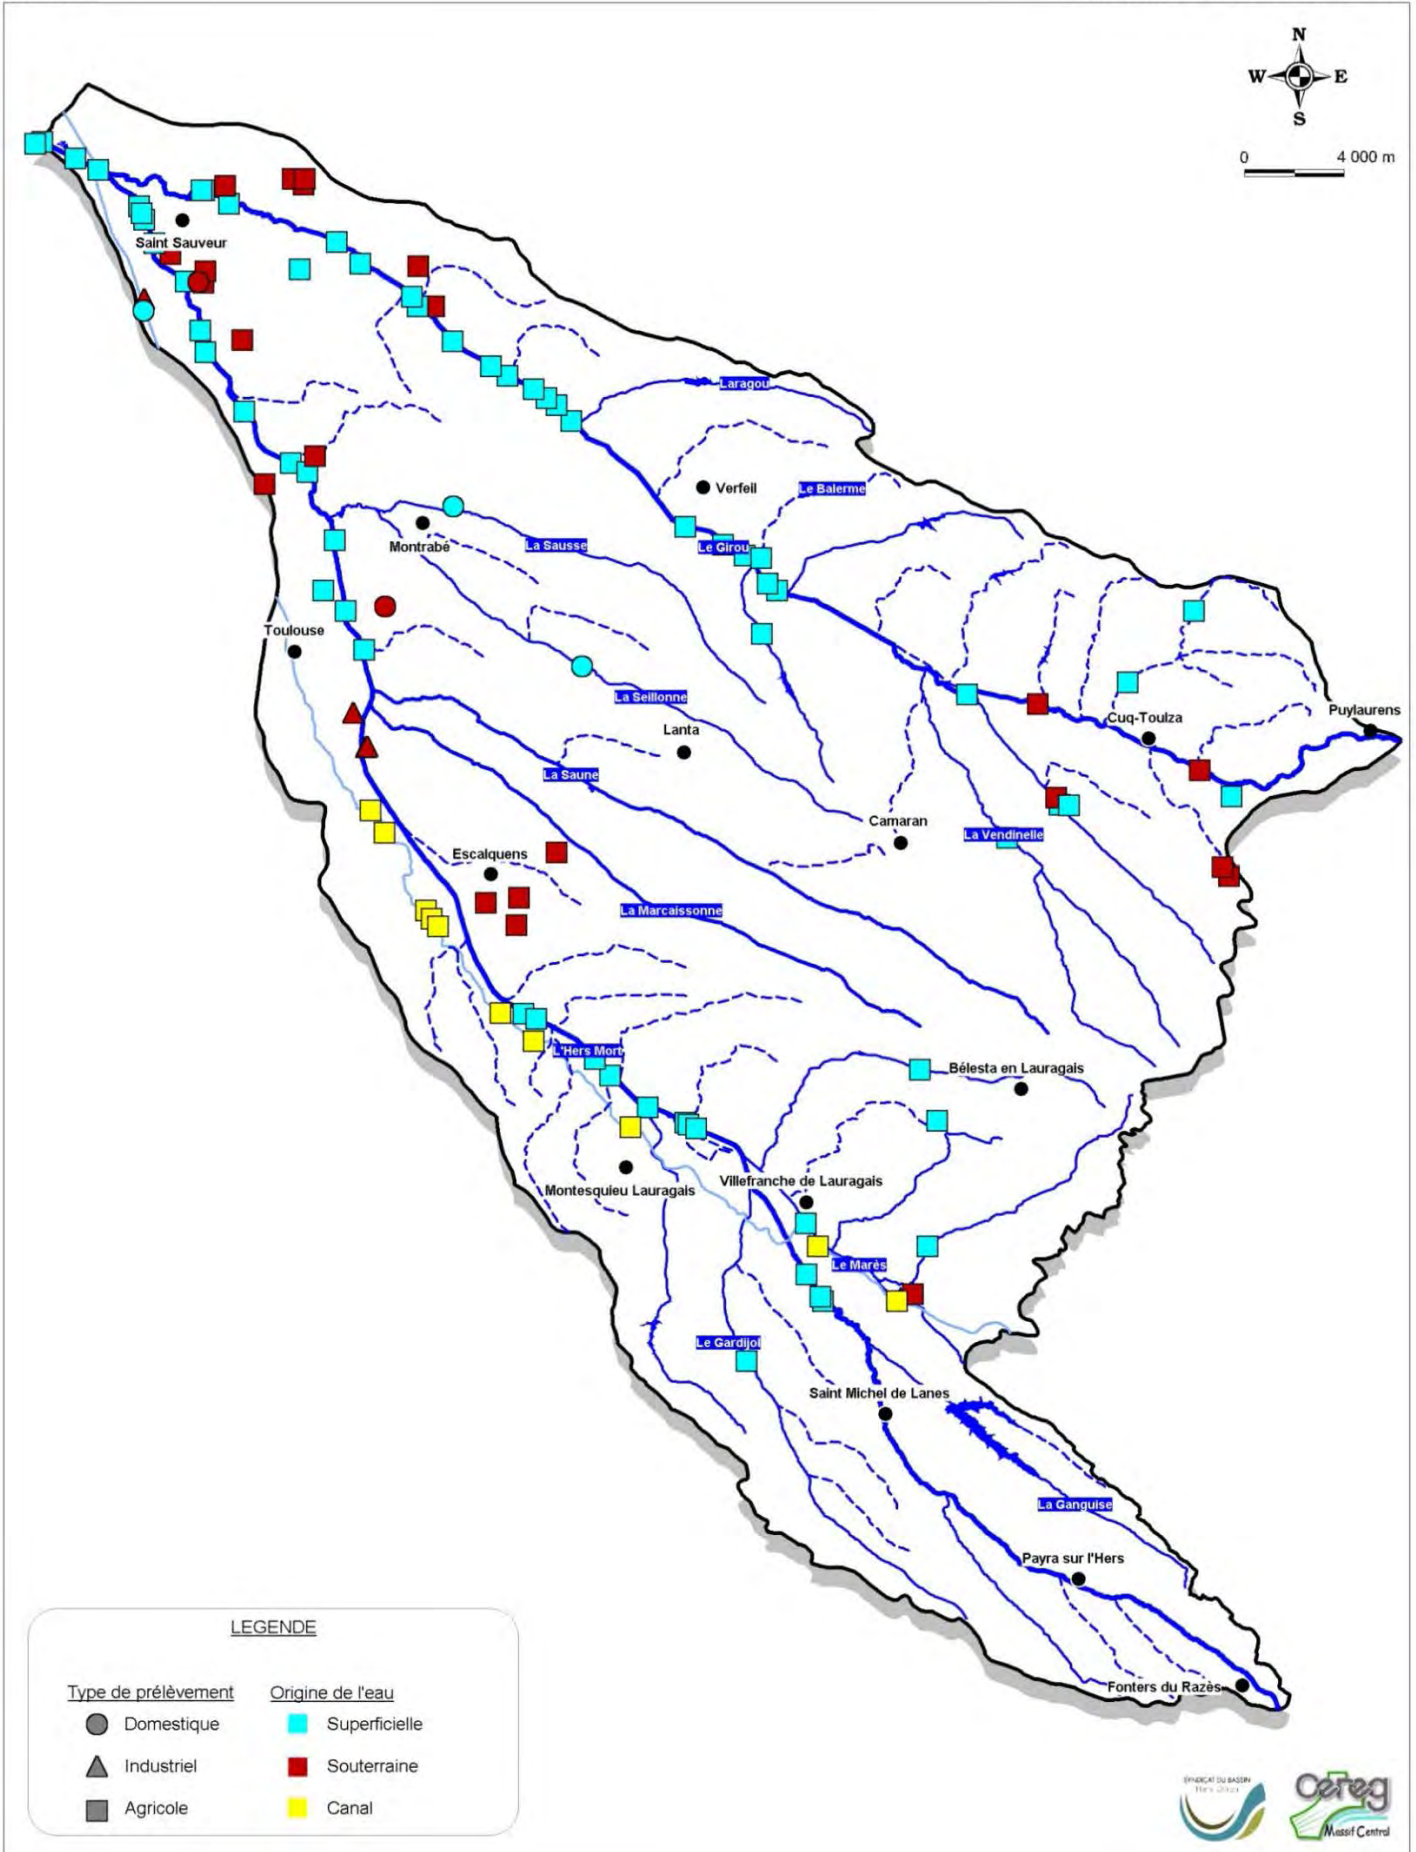 N
W E
S
0 4 000 m
Saint Sauveur
Laragou
Verfeil
Le Balerme
Montrabé
La Sausse
Le Girou
Toulouse
La Seillonne
Lanta
Cuq-Toulza
Puylaurens
La Saune
Camaran
La Vendinelle
Escalquens
La Marcaissonne
L'Hers Mort
Bélesta en Lauragais
Montesquieu Lauragais
Villefranche de Lauragais
Le Marès
Le Gardijol
Saint Michel de Lanes
La Ganguise
Payra sur l'Hers
Fonters du Razès
LEGENDE
Type de prélèvement Origine de l'eau
Domestique Superficielle
Industriel Souterraine
Agricole Canal
SYNDICAT DU BASSIN
Cereg
Massif Central